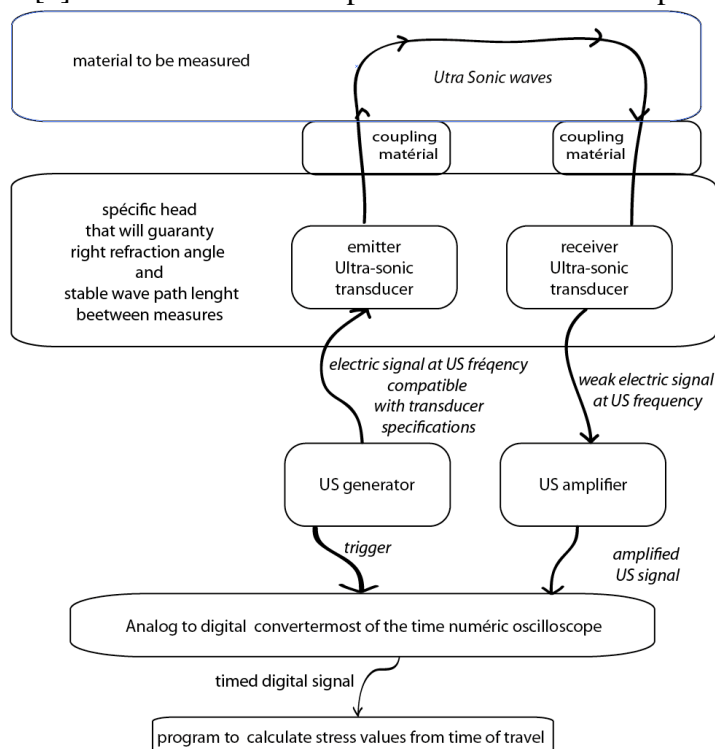 material to be measured
Utra Sonic waves
coupling
matérial
coupling
matérial
spécific head
that will guaranty
right refraction angle
and
stable wave path lenght
beetween measures
emitter
Ultra-sonic
transducer
receiver
Ultra-sonic
transducer
electric signal at US fréqency
compatible
with transducer
specifications
weak electric signal
at US frequency
US generator
US amplifier
trigger
amplified
US signal
Analog to digital convertermost of the time numéric oscilloscope
timed digital signal
program to calculate stress values from time of travel